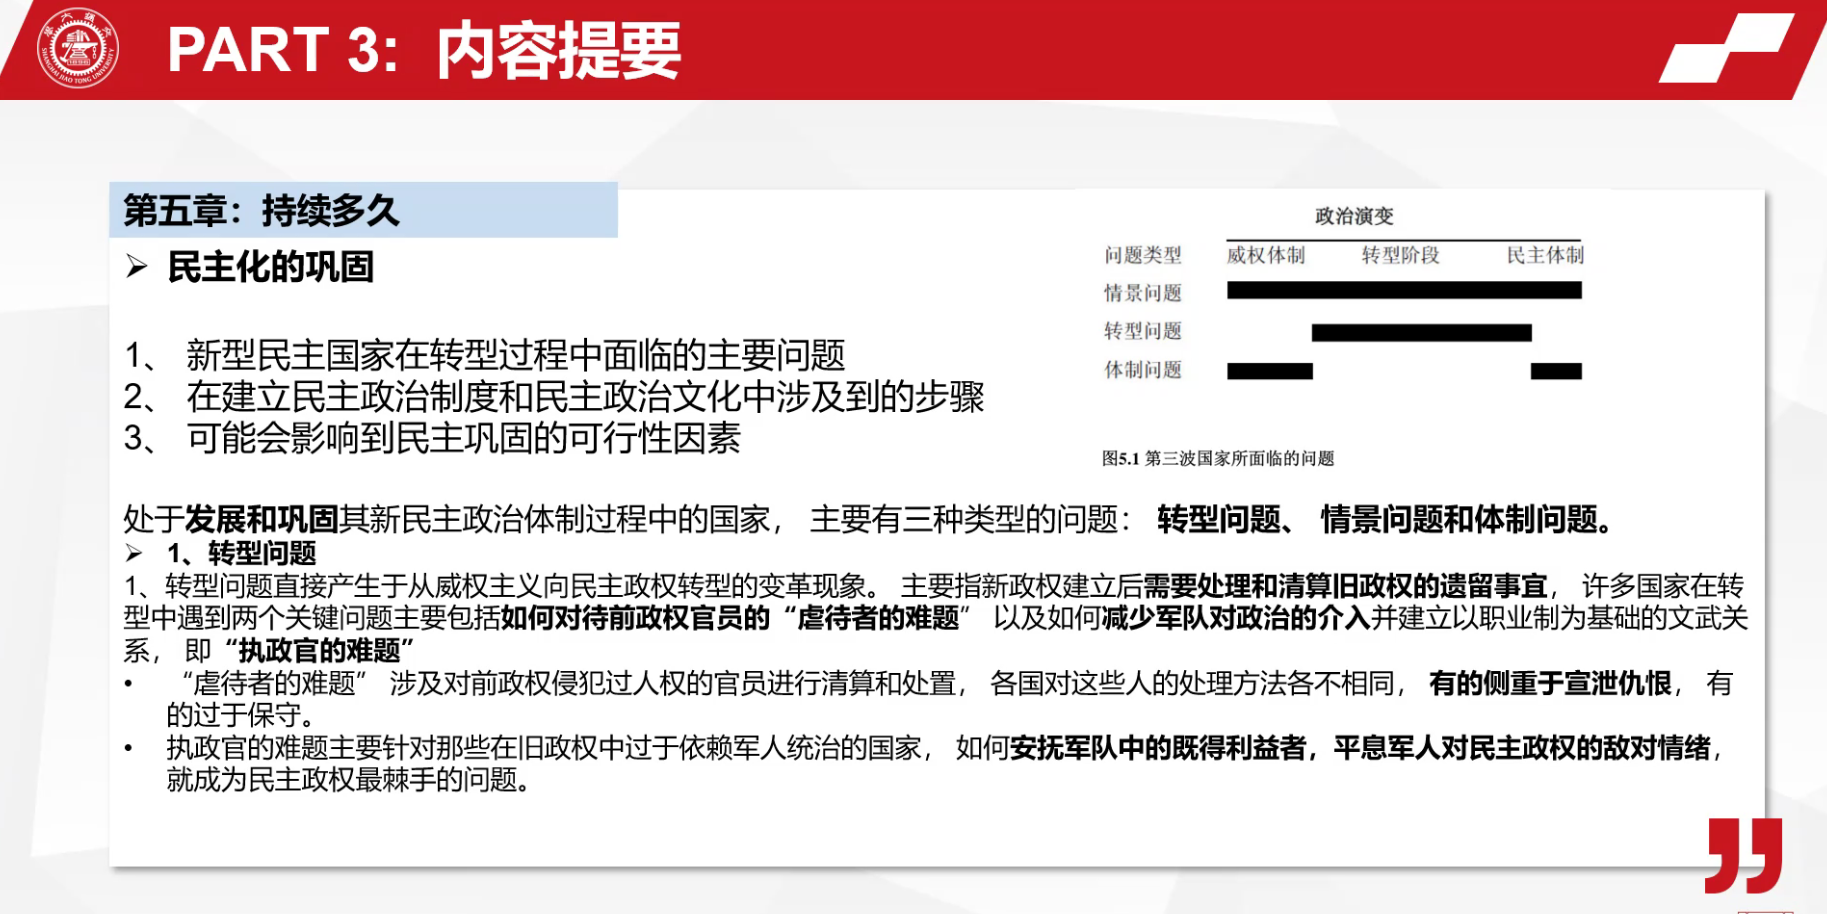 PART 3：内容提要
SHANGHAI JIAO TONG UNIVERSITY
第五章：持续多久
➢ 民主化的巩固
1、 新型民主国家在转型过程中面临的主要问题
2、 在建立民主政治制度和民主政治文化中涉及到的步骤
3、 可能会影响到民主巩固的可行性因素
政治演变
问题类型 威权体制 转型阶段 民主体制
情景问题
转型问题
体制问题
图5.1 第三波国家所面临的问题
处于发展和巩固其新民主政治体制过程中的国家， 主要有三种类型的问题： 转型问题、 情景问题和体制问题。
➢ 1、转型问题
1、转型问题直接产生于从威权主义向民主政权转型的变革现象。 主要指新政权建立后需要处理和清算旧政权的遗留事宜， 许多国家在转
型中遇到两个关键问题主要包括如何对待前政权官员的“虐待者的难题” 以及如何减少军队对政治的介入并建立以职业制为基础的文武关
系， 即“执政官的难题”
• “虐待者的难题” 涉及对前政权侵犯过人权的官员进行清算和处置， 各国对这些人的处理方法各不相同， 有的侧重于宣泄仇恨， 有
的过于保守。
• 执政官的难题主要针对那些在旧政权中过于依赖军人统治的国家， 如何安抚军队中的既得利益者，平息军人对民主政权的敌对情绪，
就成为民主政权最棘手的问题。